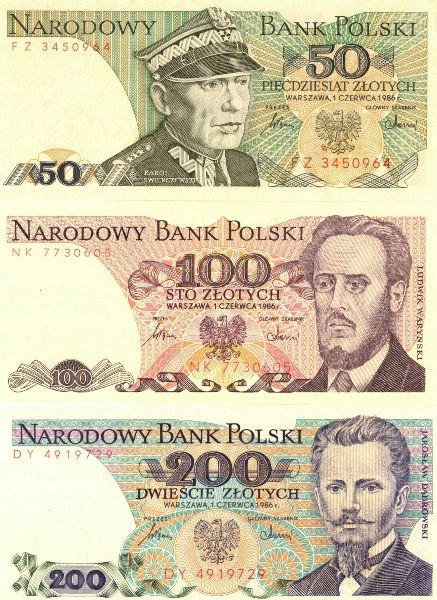 NARODOWY BANK POLSKI
FZ 3450964
50
PIĘĆDZIESIĄT ZŁOTYCH
WARSZAWA, 1 CZERWCA 1986 r.
PREZES GŁÓWNY SKARBNIK
FZ 3450964
50
KAROL
ŚWIERCZEWSKI
NARODOWY BANK POLSKI
NK 7730605
100
STO ZŁOTYCH
WARSZAWA 1 CZERWCA 1986 r.
PREZES GŁÓWNY SKARBNIK
LUDWIK WARYŃSKI
100
NK 7730605
NARODOWY BANK POLSKI
DY 4919729
200
DWIEŚCIE ZŁOTYCH
WARSZAWA, 1 CZERWCA 1986 r.
PREZES GŁÓWNY SKARBNIK
JAROSŁAW DĄBROWSKI
200
DY 4919729